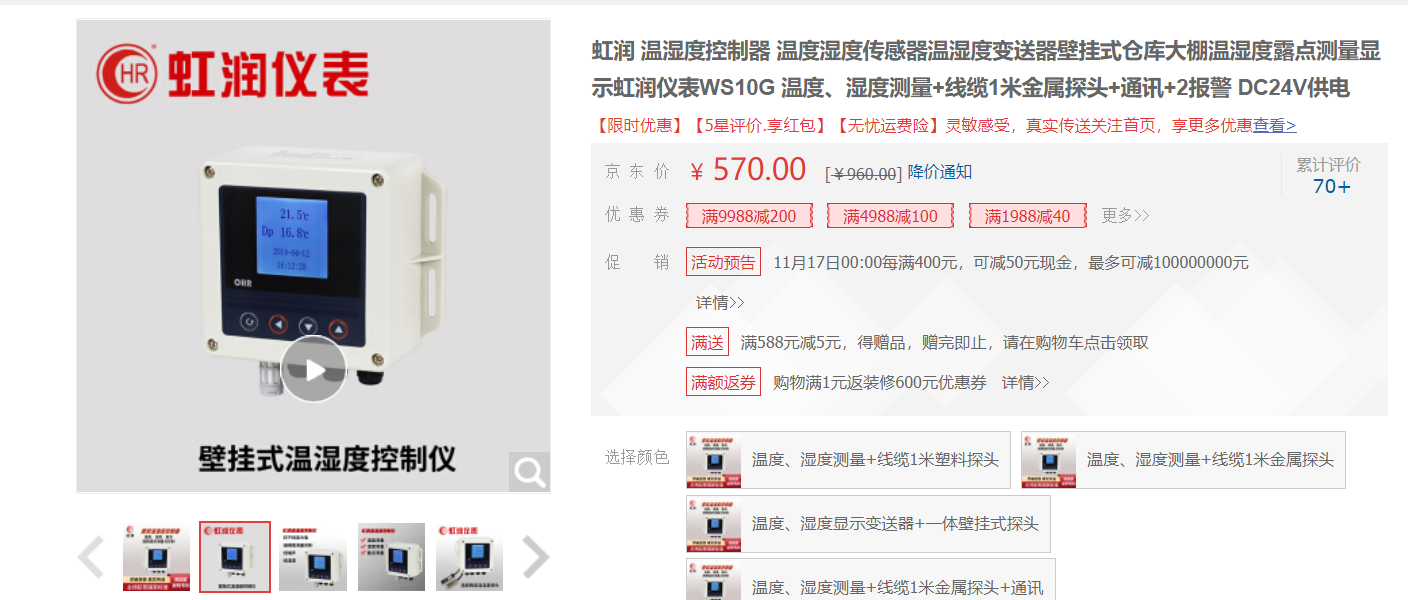 HR 虹润仪表
21.5℃
Dp 16.8℃
2019-04-12
16:12:28
OHR
壁挂式温湿度控制仪
虹润 温湿度控制器 温度湿度传感器温湿度变送器壁挂式仓库大棚温湿度露点测量显
示虹润仪表WS10G 温度、湿度测量+线缆1米金属探头+通讯+2报警 DC24V供电
【限时优惠】【5星评价.享红包】【无忧运费险】灵敏感受，真实传送关注首页，享更多优惠查看>
京东价 ￥570.00 [￥960.00] 降价通知
累计评价
70+
优惠券 满9988减200 满4988减100 满1988减40 更多>>
促销 活动预告 11月17日00:00每满400元，可减50元现金，最多可减100000000元
详情>>
满送 满588元减5元，得赠品，赠完即止，请在购物车点击领取
满额返券 购物满1元返装修600元优惠券 详情>>
选择颜色 温度、湿度测量+线缆1米塑料探头 温度、湿度测量+线缆1米金属探头
温度、湿度显示变送器+一体壁挂式探头
温度、湿度测量+线缆1米金属探头+通讯
虹润仪表